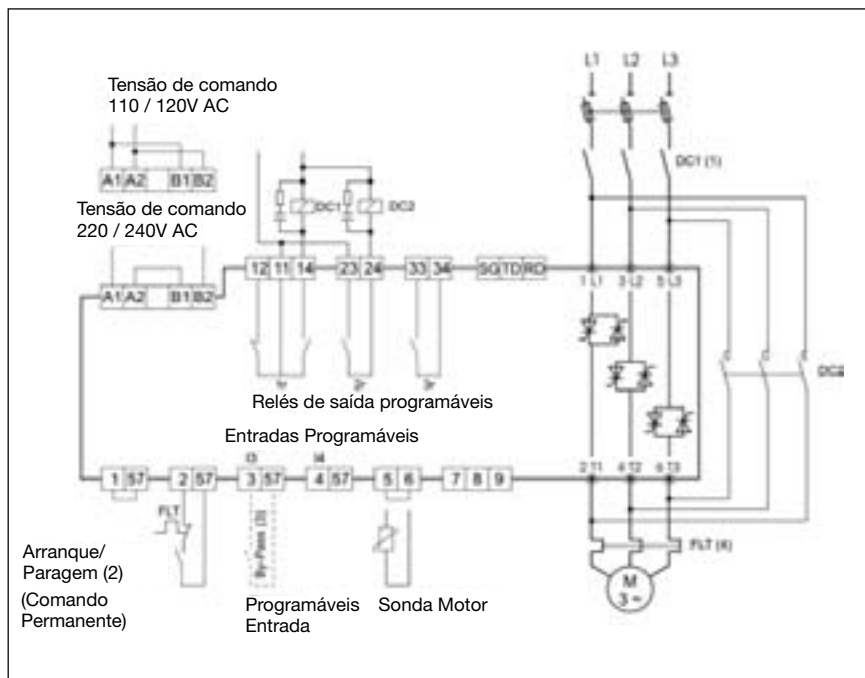 L1 L2 L3
Tensão de comando
110 / 120V AC
A1 A2 B1 B2
DC1 (1)
Tensão de comando
220 / 240V AC
DC1 DC2
12 11 14 23 24 33 34 SG TD RD
1 L1 3 L2 5 L3
A1 A2 B1 B2
DC2
1r 2r 3r
Relés de saída programáveis
Entradas Programáveis
I3 I4
1 57 2 57 3 57 4 57 5 6 7 8 9
2 T1 4 T2 6 T3
FLT
By-Pass (3)
FLT (4)
Arranque/
Paragem (2)
(Comando
Permanente)
Programáveis
Entrada
Sonda Motor
M
3 ~